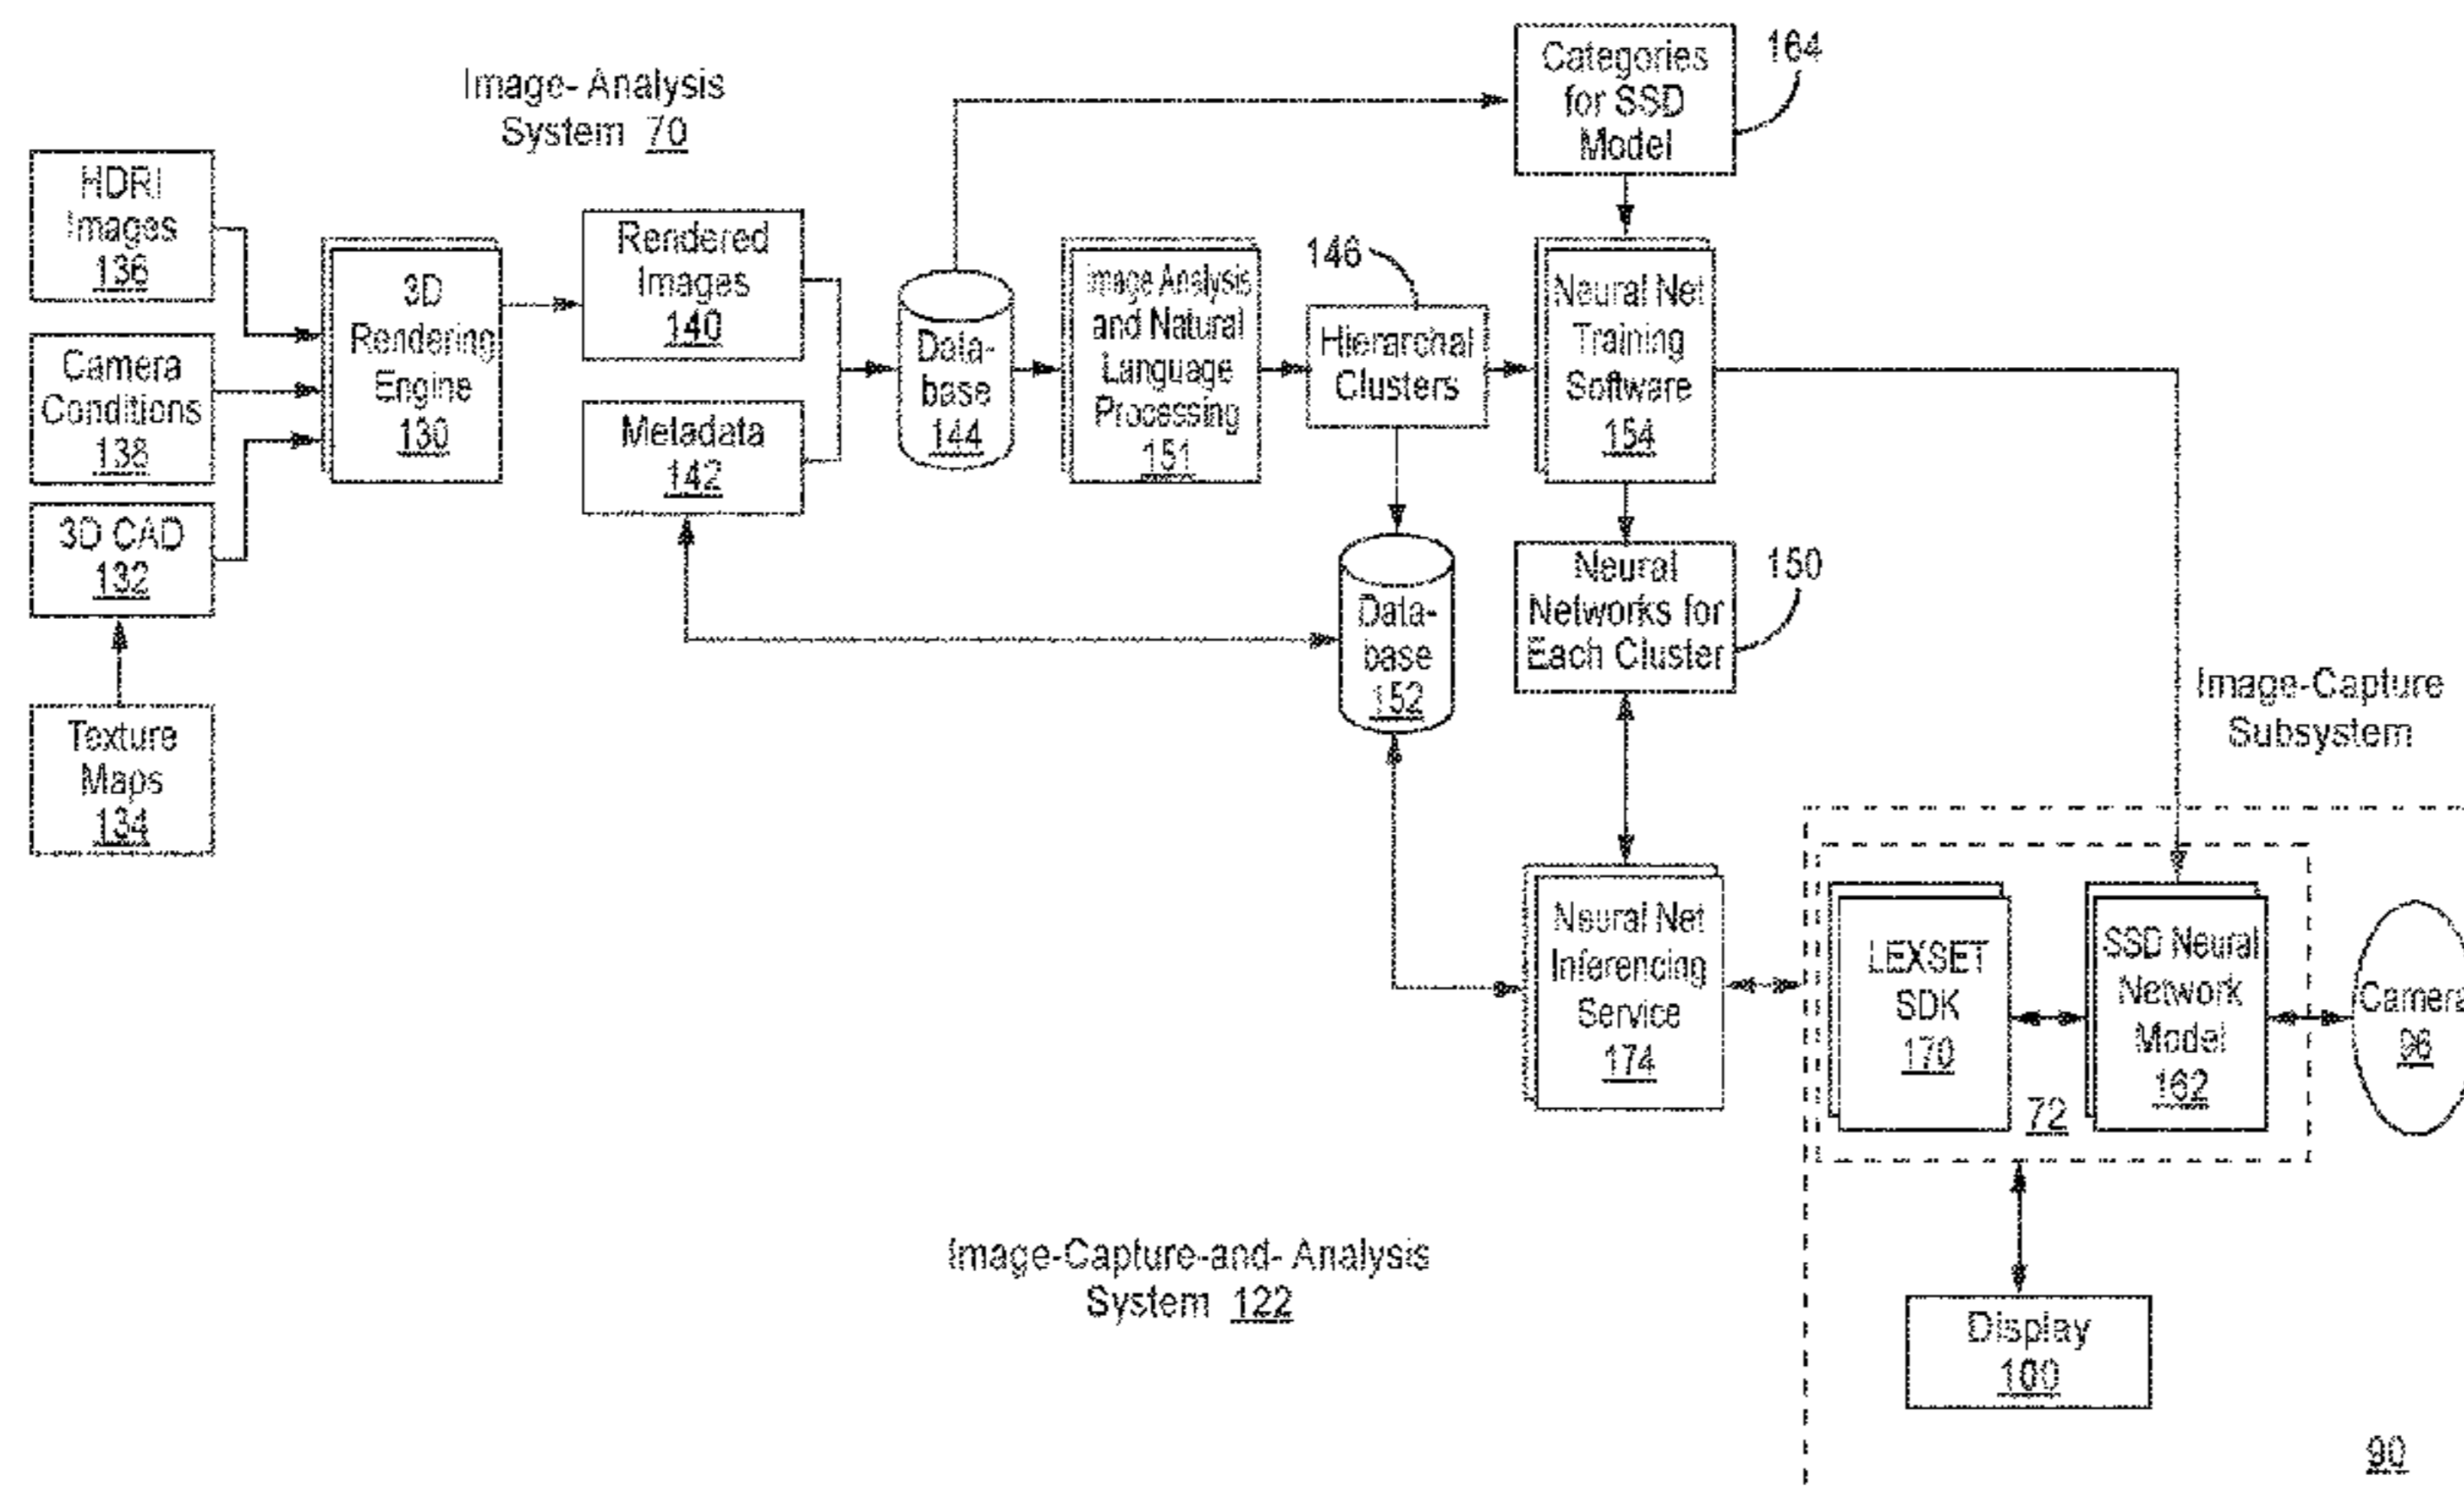 Image- Analysis
System 70
HDRI
Images
136
Camera
Conditions
138
3D CAD
132
Texture
Maps
134
3D
Rendering
Engine
130
Rendered
Images
140
Metadata
142
Data-
base
144
Image Analysis
and Natural
Language
Processing
151
146
Hierarchal
Clusters
Data-
base
152
Categories
for SSD
Model
164
Neural Net
Training
Software
154
Neural
Networks for
Each Cluster
150
Neural Net
Inferencing
Service
174
Image-Capture
Subsystem
LEXSET
SDK
170
72
SSD Neural
Network
Model
162
Camera
96
Display
100
90
Image-Capture-and- Analysis
System 122